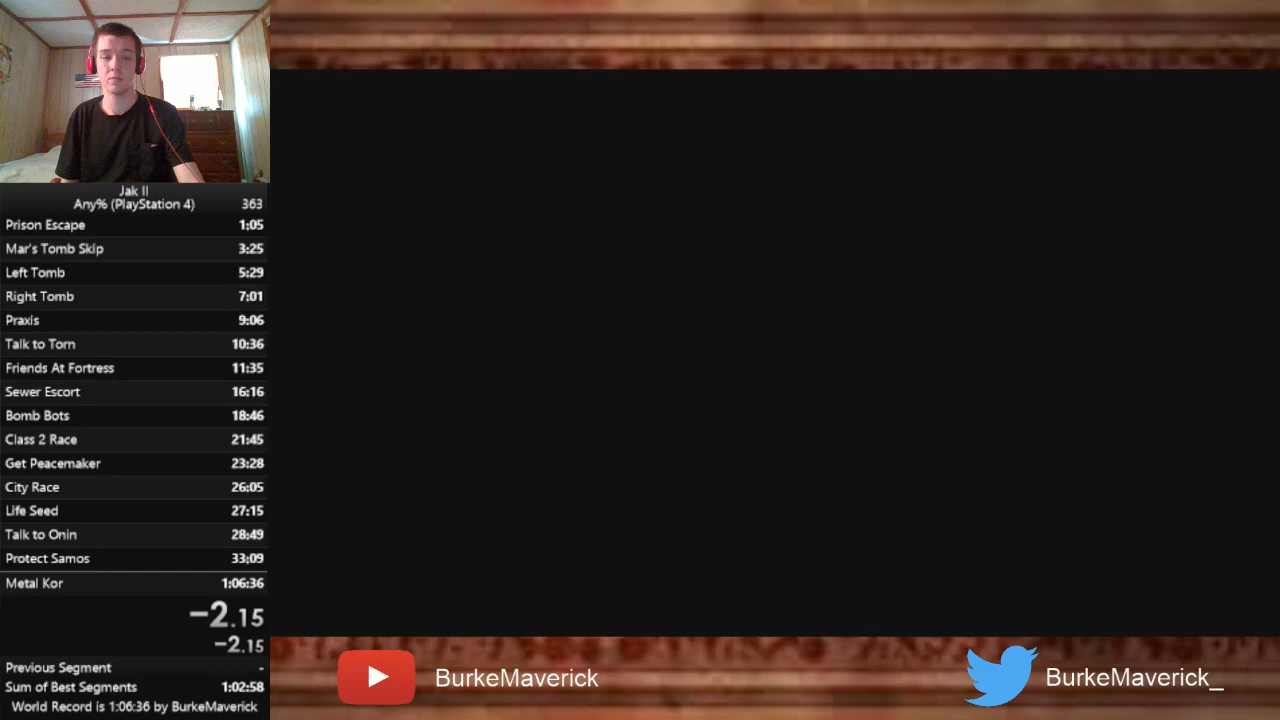 Jak II
Any% (PlayStation 4) 363
Prison Escape 1:05
Mar's Tomb Skip 3:25
Left Tomb 5:29
Right Tomb 7:01
Praxis 9:06
Talk to Torn 10:36
Friends At Fortress 11:35
Sewer Escort 16:16
Bomb Bots 18:46
Class 2 Race 21:45
Get Peacemaker 23:28
City Race 26:05
Life Seed 27:15
Talk to Onin 28:49
Protect Samos 33:09
Metal Kor 1:06:36
−2.15
−2.15
Previous Segment -
Sum of Best Segments 1:02:58
World Record is 1:06:36 by BurkeMaverick
BurkeMaverick BurkeMaverick_